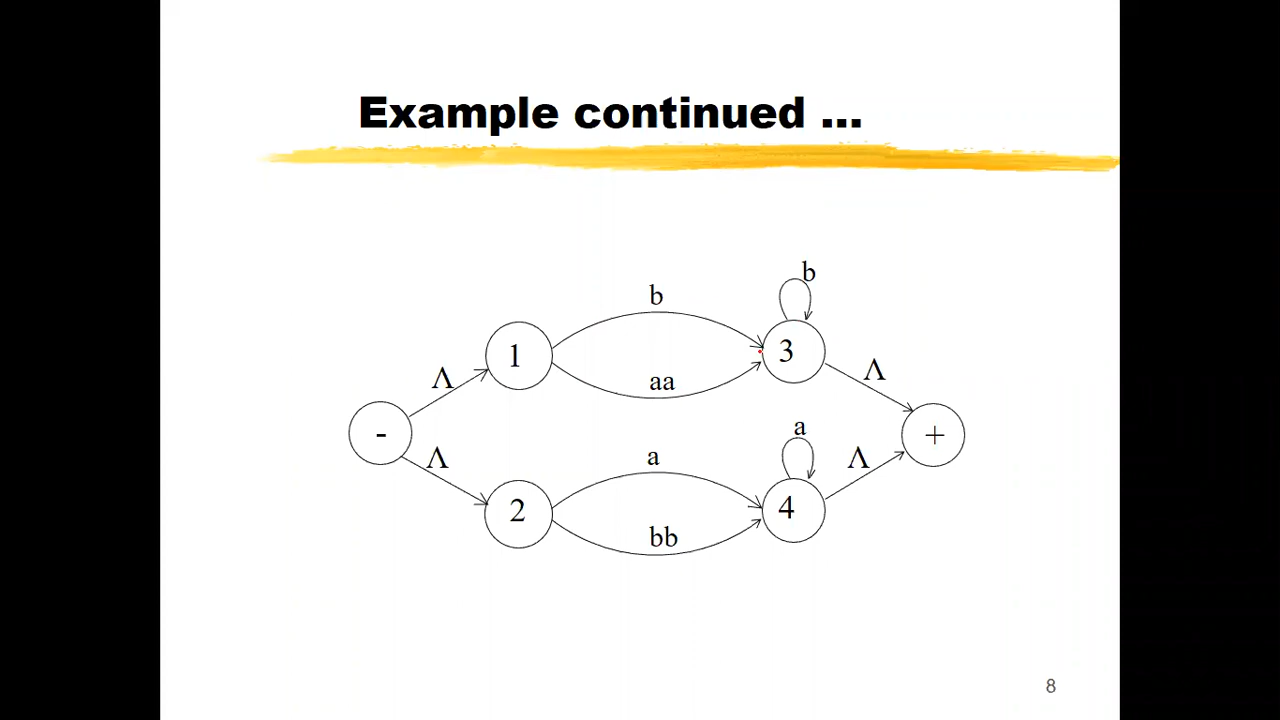 Example continued ...
b
b
1
aa
3
Λ
Λ
-
+
Λ
a
a
Λ
2
bb
4
8